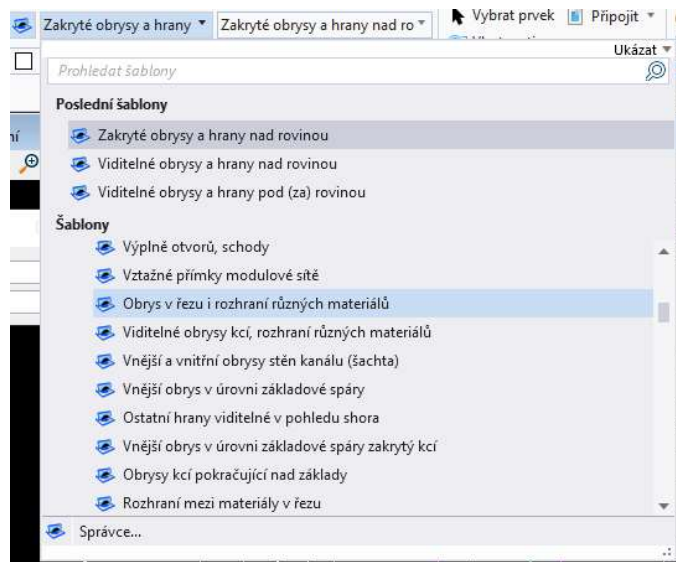 Zakryté obrysy a hrany
Zakryté obrysy a hrany nad ro
Vybrat prvek
Připojit
Ukázat
Prohledat šablony
Poslední šablony
ní
Zakryté obrysy a hrany nad rovinou
Viditelné obrysy a hrany nad rovinou
Viditelné obrysy a hrany pod (za) rovinou
Šablony
Výplně otvorů, schody
Vztažné přímky modulové sítě
Obrys v řezu i rozhraní různých materiálů
Viditelné obrysy kcí, rozhraní různých materiálů
Vnější a vnitřní obrysy stěn kanálu (šachta)
Vnější obrys v úrovni základové spáry
Ostatní hrany viditelné v pohledu shora
Vnější obrys v úrovni základové spáry zakrytý kcí
Obrysy kcí pokračující nad základy
Rozhraní mezi materiály v řezu
Správce...